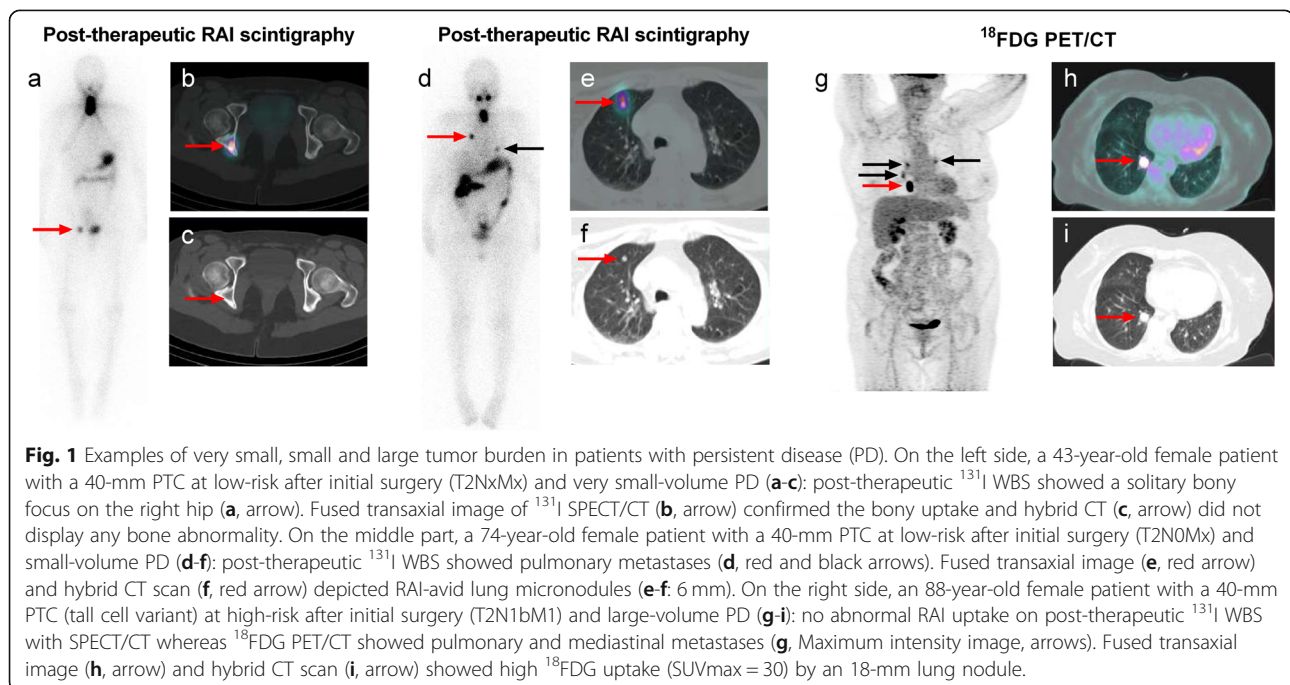 Post-therapeutic RAI scintigraphy
Post-therapeutic RAI scintigraphy
¹⁸FDG PET/CT
a
b
c
d
e
f
g
h
i
Fig. 1 Examples of very small, small and large tumor burden in patients with persistent disease (PD). On the left side, a 43-year-old female patient
with a 40-mm PTC at low-risk after initial surgery (T2NxMx) and very small-volume PD (a-c): post-therapeutic ¹³¹I WBS showed a solitary bony
focus on the right hip (a, arrow). Fused transaxial image of ¹³¹I SPECT/CT (b, arrow) confirmed the bony uptake and hybrid CT (c, arrow) did not
display any bone abnormality. On the middle part, a 74-year-old female patient with a 40-mm PTC at low-risk after initial surgery (T2N0Mx) and
small-volume PD (d-f): post-therapeutic ¹³¹I WBS showed pulmonary metastases (d, red and black arrows). Fused transaxial image (e, red arrow)
and hybrid CT scan (f, red arrow) depicted RAI-avid lung micronodules (e-f: 6 mm). On the right side, an 88-year-old female patient with a 40-mm
PTC (tall cell variant) at high-risk after initial surgery (T2N1bM1) and large-volume PD (g-i): no abnormal RAI uptake on post-therapeutic ¹³¹I WBS
with SPECT/CT whereas ¹⁸FDG PET/CT showed pulmonary and mediastinal metastases (g, Maximum intensity image, arrows). Fused transaxial
image (h, arrow) and hybrid CT scan (i, arrow) showed high ¹⁸FDG uptake (SUVmax = 30) by an 18-mm lung nodule.